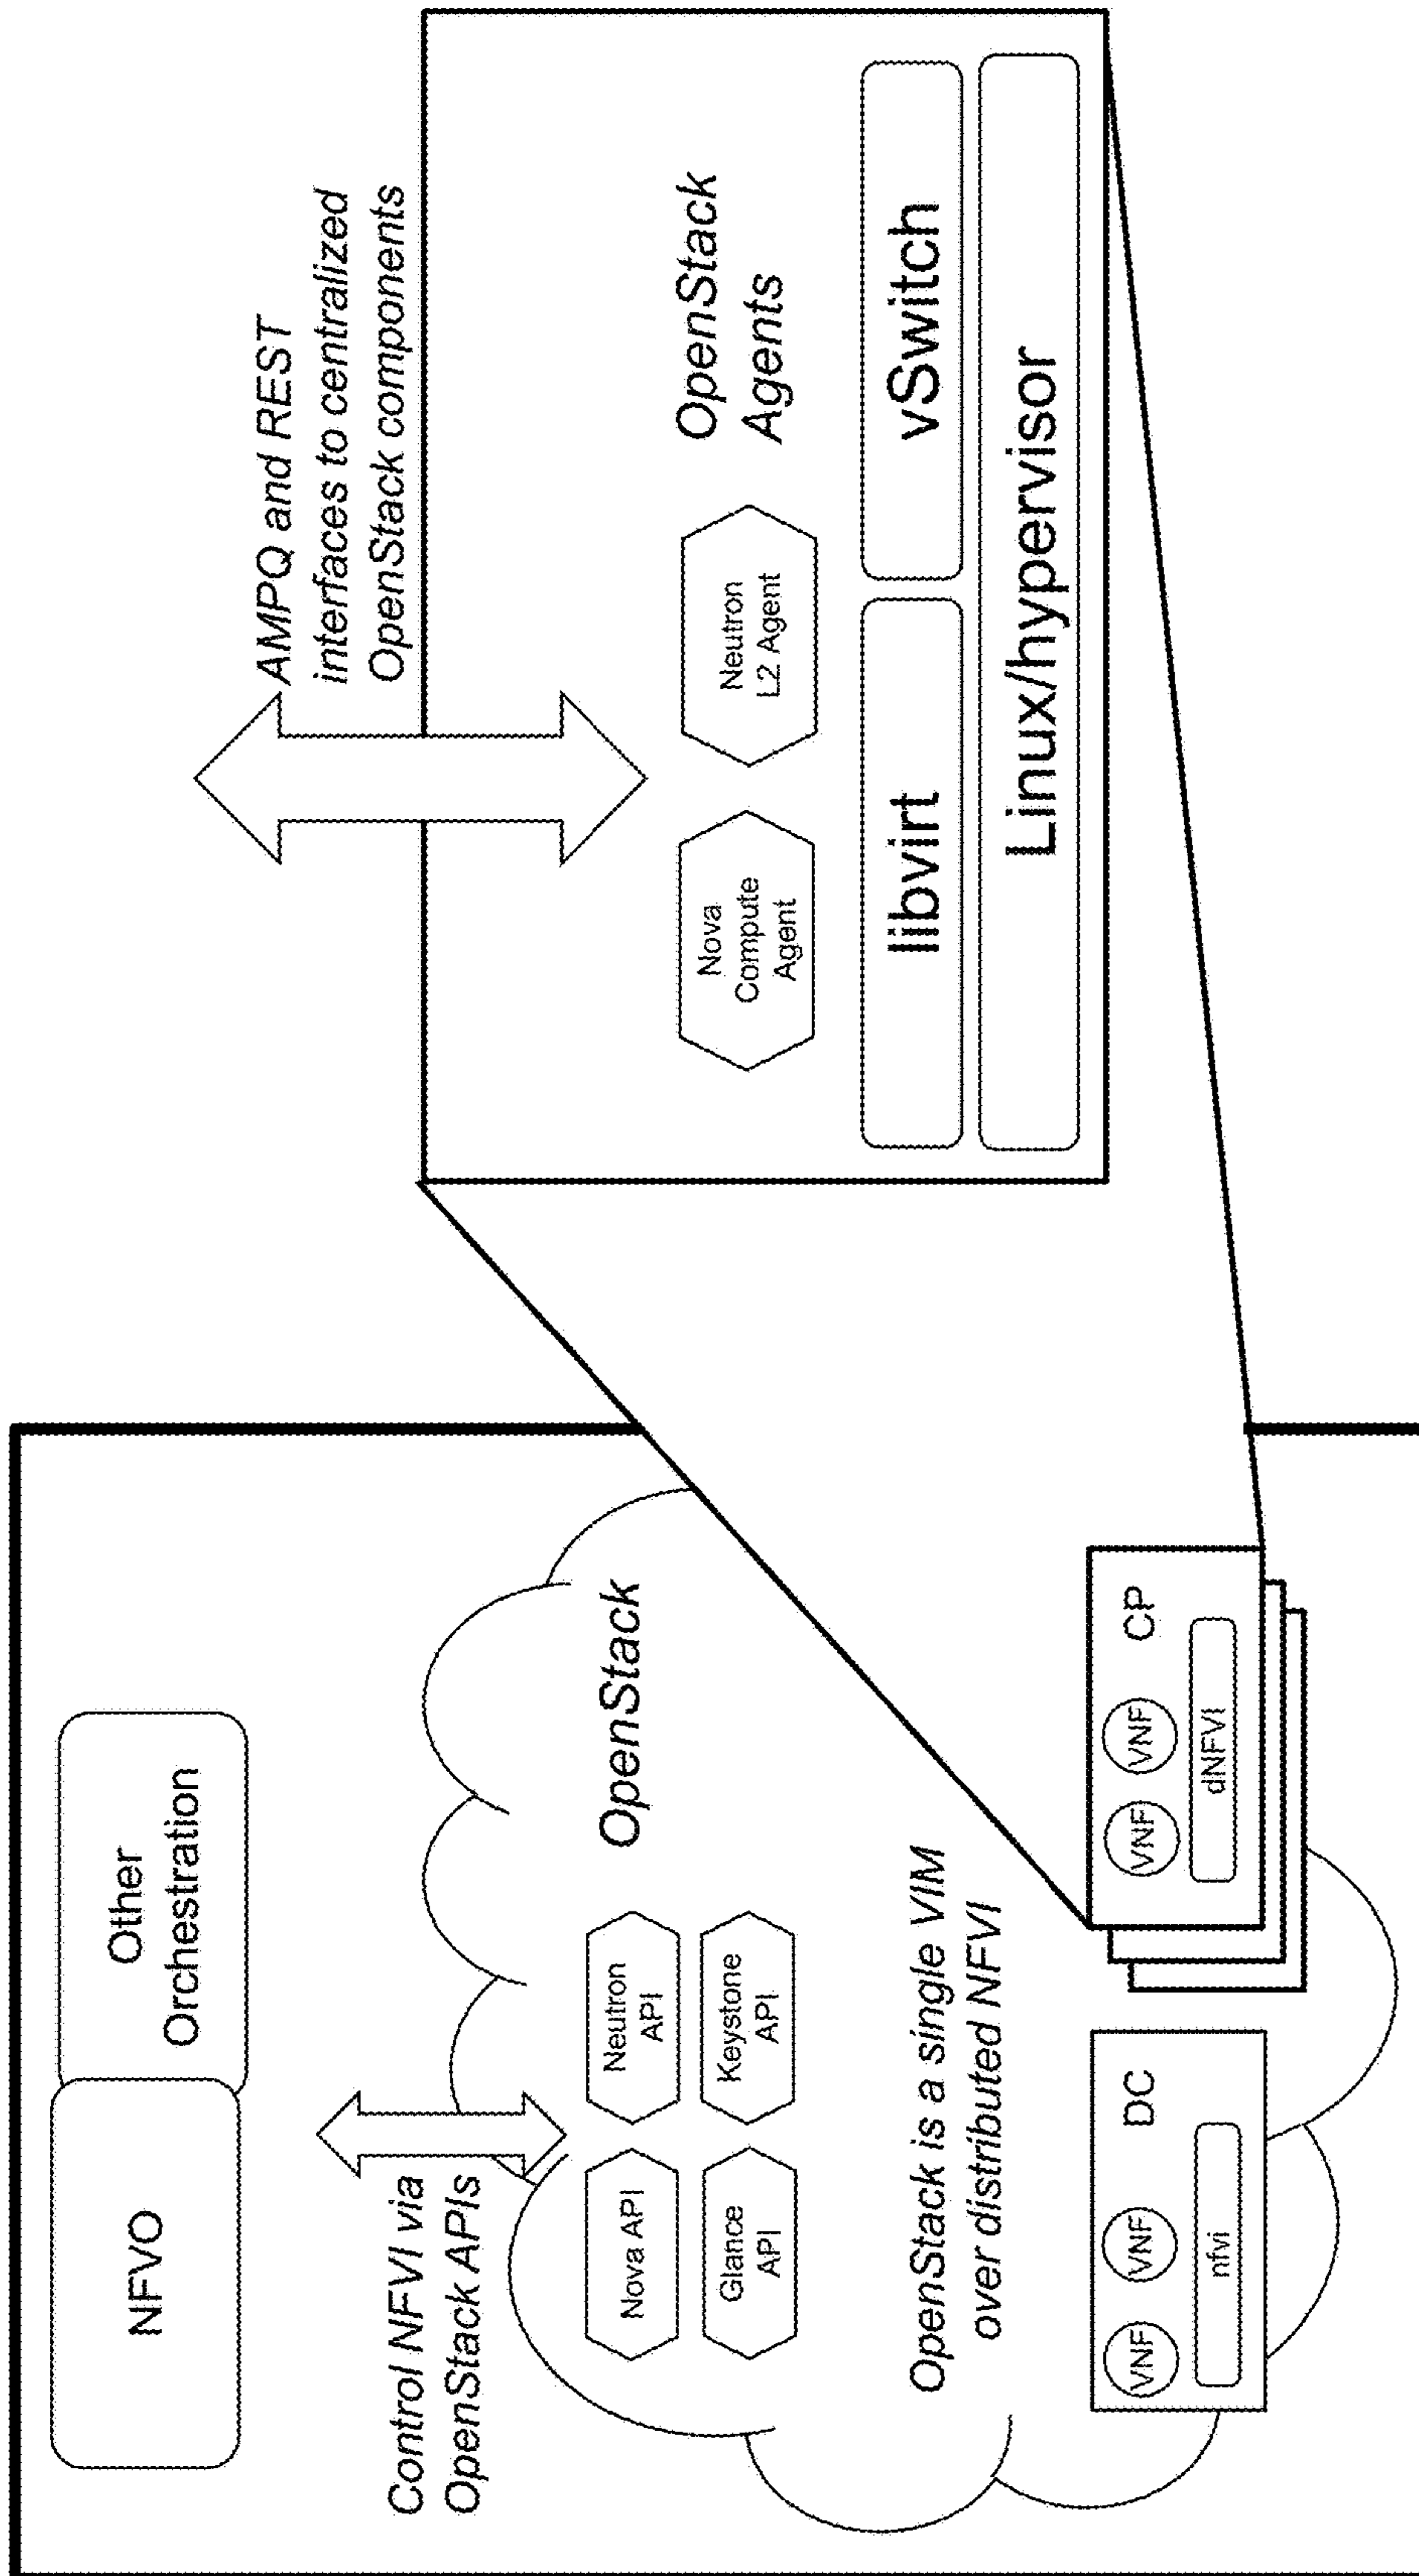 NFVO
Other
Orchestration
Control NFVI via
OpenStack APIs
Nova API
Neutron
API
Glance
API
Keystone
API
OpenStack
OpenStack is a single VIM
over distributed NFVI
VNF
VNF
DC
nfvi
VNF
VNF
CP
dNFVI
AMPQ and REST
interfaces to centralized
OpenStack components
Nova
Compute
Agent
Neutron
L2 Agent
OpenStack
Agents
libvirt
vSwitch
Linux/hypervisor